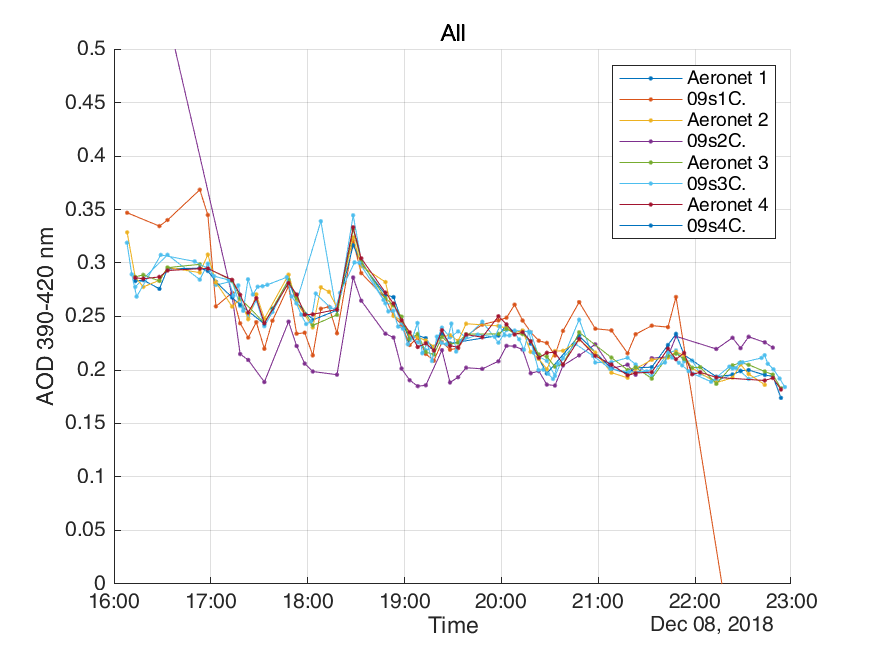 All
0.5
0.45
0.4
0.35
0.3
0.25
0.2
0.15
0.1
0.05
0
AOD 390-420 nm
Aeronet 1
09s1C.
Aeronet 2
09s2C.
Aeronet 3
09s3C.
Aeronet 4
09s4C.
16:00 17:00 18:00 19:00 20:00 21:00 22:00 23:00
Time
Dec 08, 2018